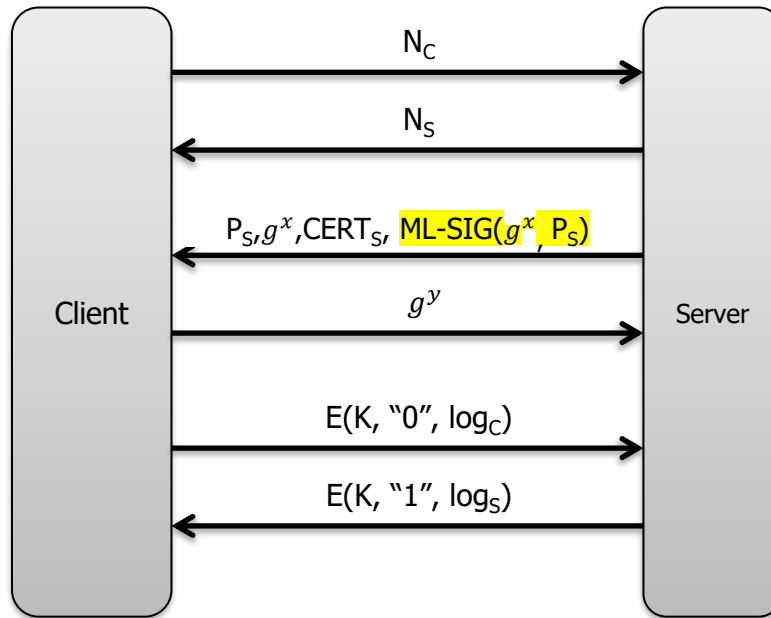 N_C
N_S
P_S,g^x,CERT_S, ML-SIG(g^x, P_S)
Client
g^y
Server
E(K, “0”, log_C)
E(K, “1”, log_S)